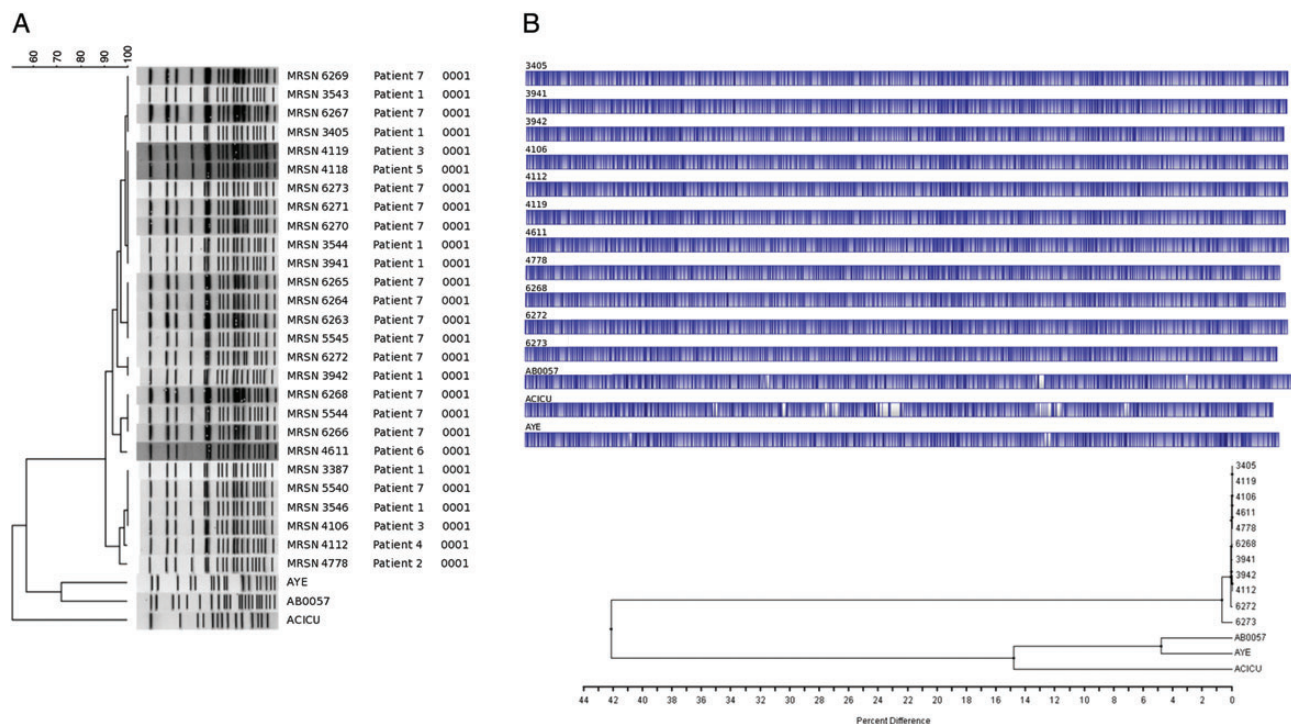 A
60 70 80 90 100
MRSN 6269 Patient 7 0001
MRSN 3543 Patient 1 0001
MRSN 6267 Patient 7 0001
MRSN 3405 Patient 1 0001
MRSN 4119 Patient 3 0001
MRSN 4118 Patient 5 0001
MRSN 6273 Patient 7 0001
MRSN 6271 Patient 7 0001
MRSN 6270 Patient 7 0001
MRSN 3544 Patient 1 0001
MRSN 3941 Patient 1 0001
MRSN 6265 Patient 7 0001
MRSN 6264 Patient 7 0001
MRSN 6263 Patient 7 0001
MRSN 5545 Patient 7 0001
MRSN 6272 Patient 7 0001
MRSN 3942 Patient 1 0001
MRSN 6268 Patient 7 0001
MRSN 5544 Patient 7 0001
MRSN 6266 Patient 7 0001
MRSN 4611 Patient 6 0001
MRSN 3387 Patient 1 0001
MRSN 5540 Patient 7 0001
MRSN 3546 Patient 1 0001
MRSN 4106 Patient 3 0001
MRSN 4112 Patient 4 0001
MRSN 4778 Patient 2 0001
AYE
AB0057
ACICU
B
3405
3941
3942
4106
4112
4119
4611
4778
6268
6272
6273
AB0057
ACICU
AYE
3405
4119
4106
4611
4778
6268
3941
3942
4112
6272
6273
AB0057
AYE
ACICU
44 42 40 38 36 34 32 30 28 26 24 22 20 18 16 14 12 10 8 6 4 2 0
Percent Difference